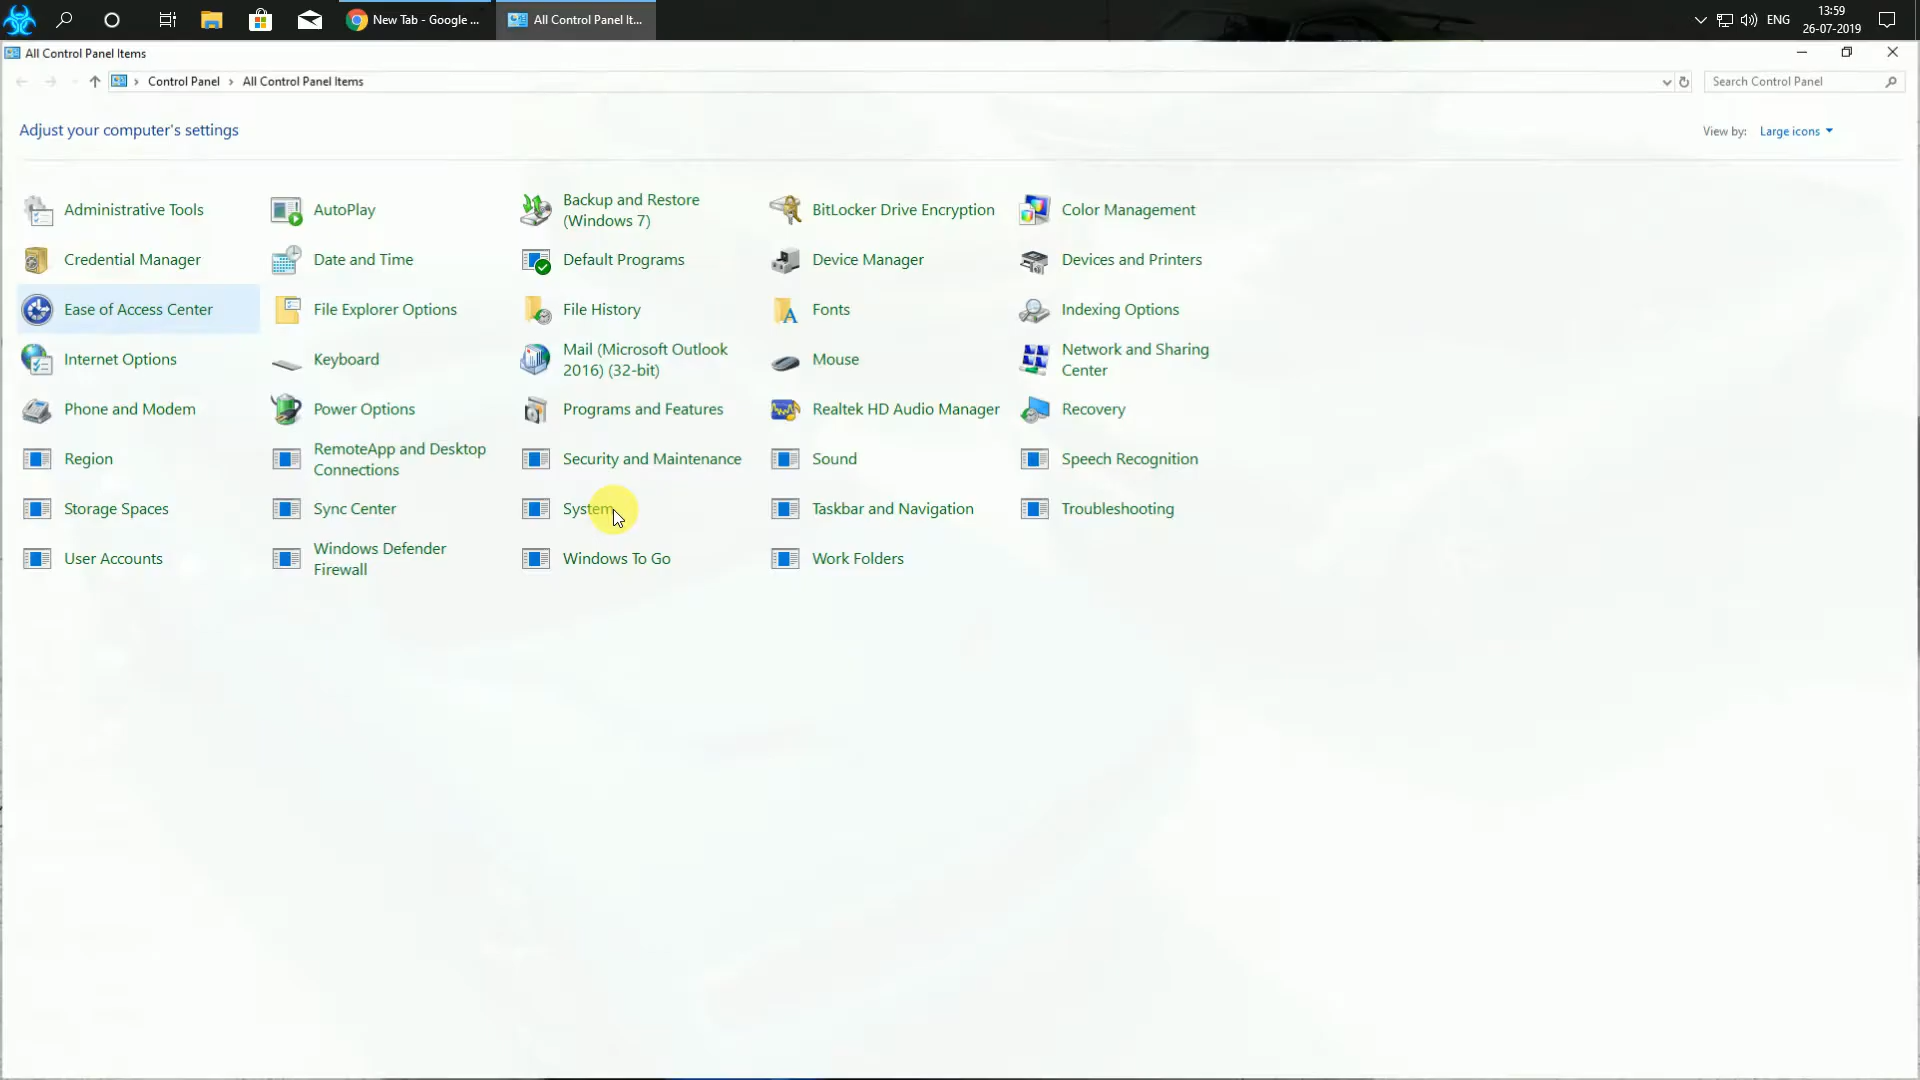 New Tab - Google ...
All Control Panel It...
ENG
13:59
26-07-2019
All Control Panel Items
Control Panel
All Control Panel Items
Search Control Panel
Adjust your computer's settings
View by:
Large icons
Administrative Tools
AutoPlay
Backup and Restore
(Windows 7)
BitLocker Drive Encryption
Color Management
Credential Manager
Date and Time
Default Programs
Device Manager
Devices and Printers
Ease of Access Center
File Explorer Options
File History
Fonts
Indexing Options
Internet Options
Keyboard
Mail (Microsoft Outlook
2016) (32-bit)
Mouse
Network and Sharing
Center
Phone and Modem
Power Options
Programs and Features
Realtek HD Audio Manager
Recovery
Region
RemoteApp and Desktop
Connections
Security and Maintenance
Sound
Speech Recognition
Storage Spaces
Sync Center
System
Taskbar and Navigation
Troubleshooting
User Accounts
Windows Defender
Firewall
Windows To Go
Work Folders